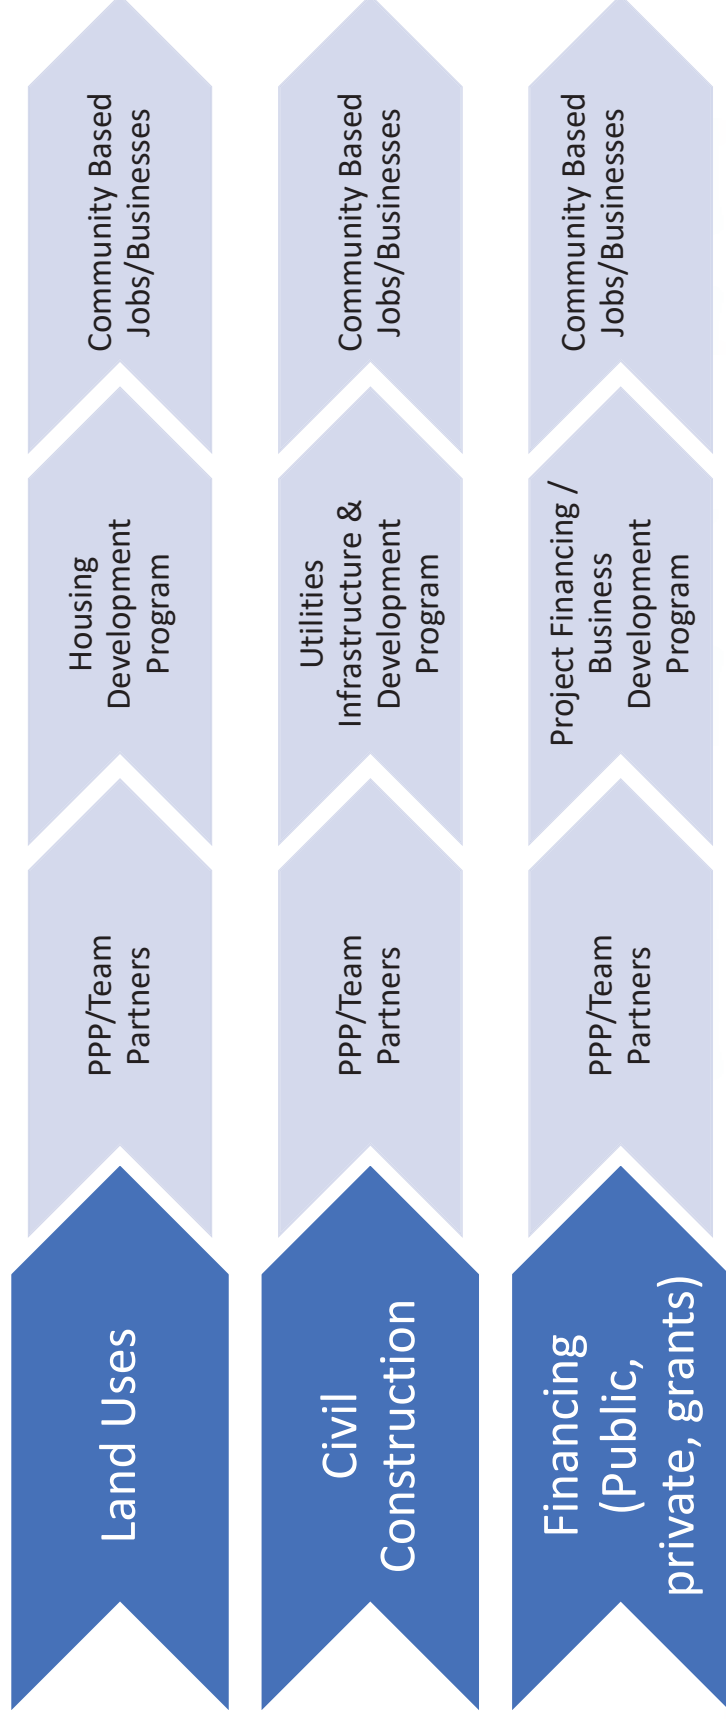 Land Uses
PPP/Team
Partners
Housing
Development
Program
Community Based
Jobs/Businesses
Civil
Construction
PPP/Team
Partners
Utilities
Infrastructure &
Development
Program
Community Based
Jobs/Businesses
Financing
(Public,
private, grants)
PPP/Team
Partners
Project Financing /
Business
Development
Program
Community Based
Jobs/Businesses